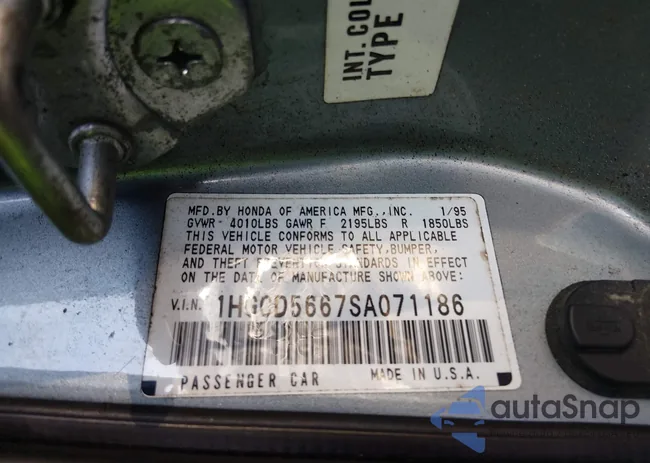 INT. COL
TYPE
MFD. BY HONDA OF AMERICA MFG., INC. 1/95
GVWR - 4010LBS GAWR F 2195LBS R 1850LBS
THIS VEHICLE CONFORMS TO ALL APPLICABLE
FEDERAL MOTOR VEHICLE SAFETY, BUMPER,
AND THEFT PREVENTION STANDARDS IN EFFECT
ON THE DATE OF MANUFACTURE SHOWN ABOVE.
V.I.N. 1HGCD5667SA071186
PASSENGER CAR MADE IN U.S.A.
autaSnap